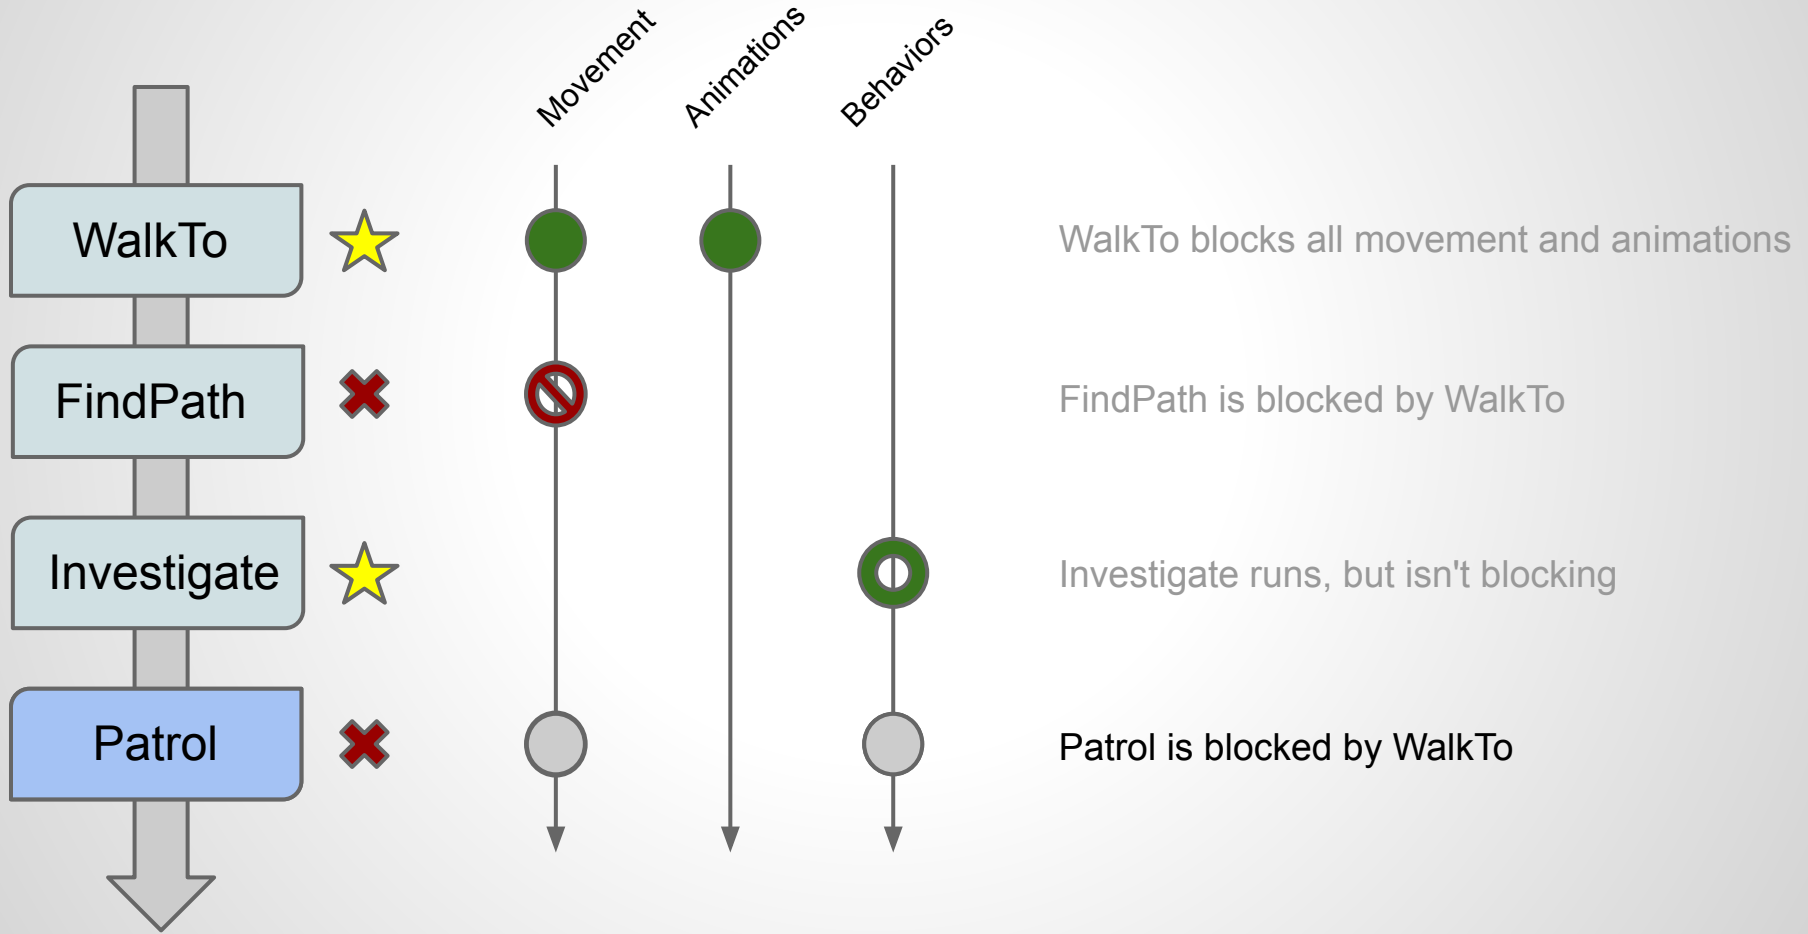 Movement
Animations
Behaviors
WalkTo
WalkTo blocks all movement and animations
FindPath
FindPath is blocked by WalkTo
Investigate
Investigate runs, but isn't blocking
Patrol
Patrol is blocked by WalkTo